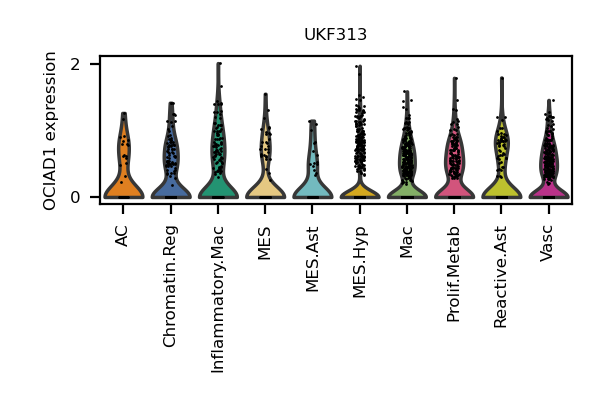 UKF313
OCIAD1 expression
2
0
AC
Chromatin.Reg
Inflammatory.Mac
MES
MES.Ast
MES.Hyp
Mac
Prolif.Metab
Reactive.Ast
Vasc